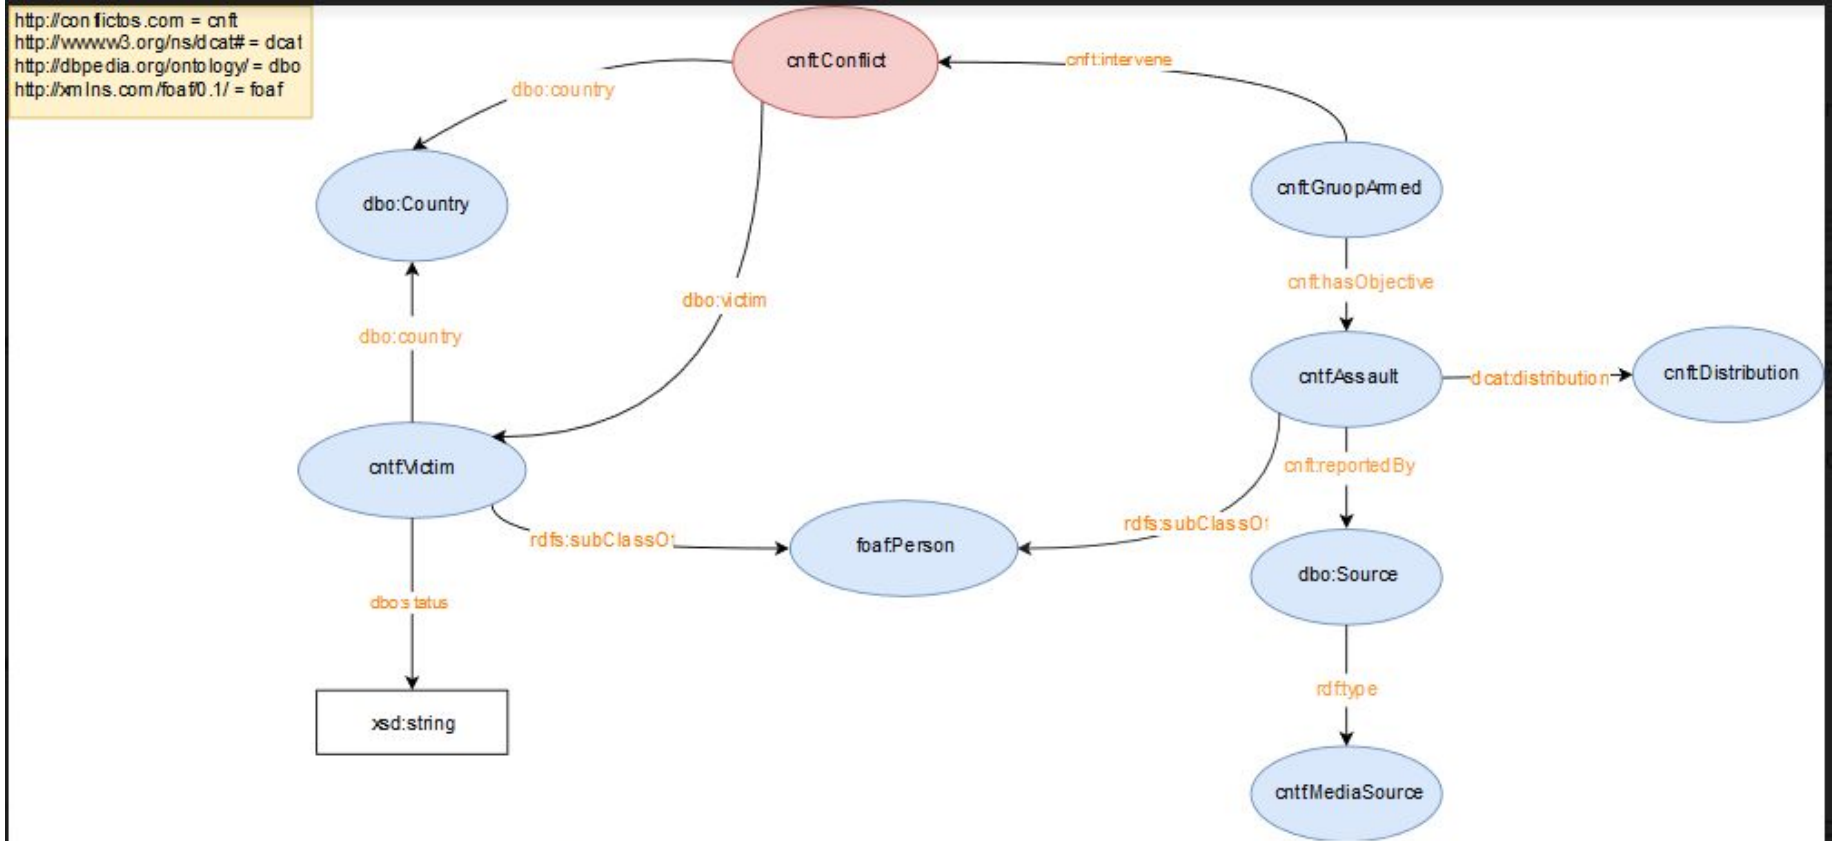 http://conflictos.com = cnft
http://www.w3.org/ns/dcat# = dcat
http://dbpedia.org/ontology/ = dbo
http://xmlns.com/foaf/0.1/ = foaf
cnft:Conflict
cnft:intervene
dbo:country
cnft:GruopArmed
dbo:Country
cnft:hasObjective
dbo:victim
dbo:country
cntf:Assault
dcat:distribution
cnft:Distribution
cntf:Victim
cnft:reportedBy
rdfs:subClassOf
rdfs:subClassOf
foaf:Person
dbo:Source
dbo:status
rdf:type
xsd:string
cntf:MediaSource